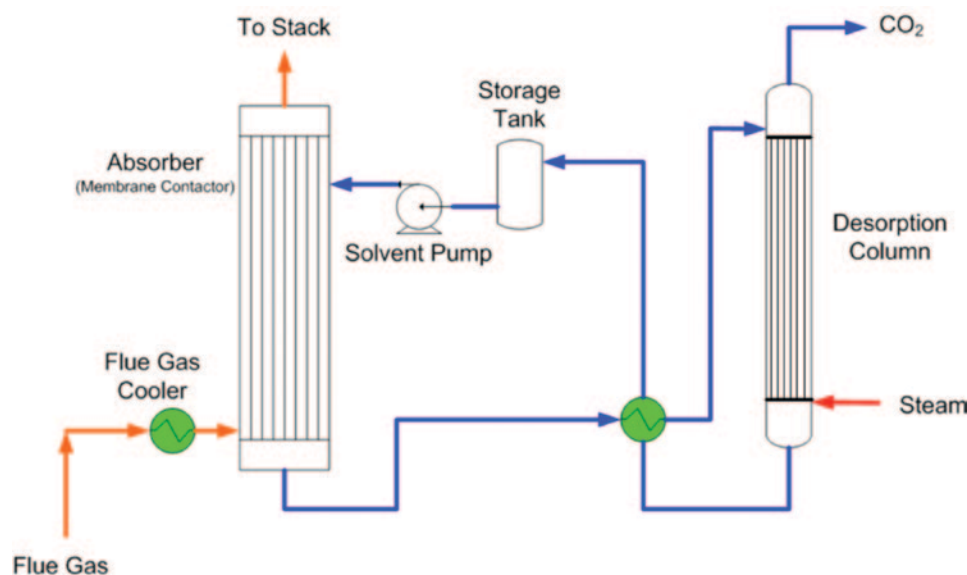 To Stack
CO₂
Storage
Tank
Absorber
(Membrane Contactor)
Desorption
Column
Solvent Pump
Flue Gas
Cooler
Steam
Flue Gas